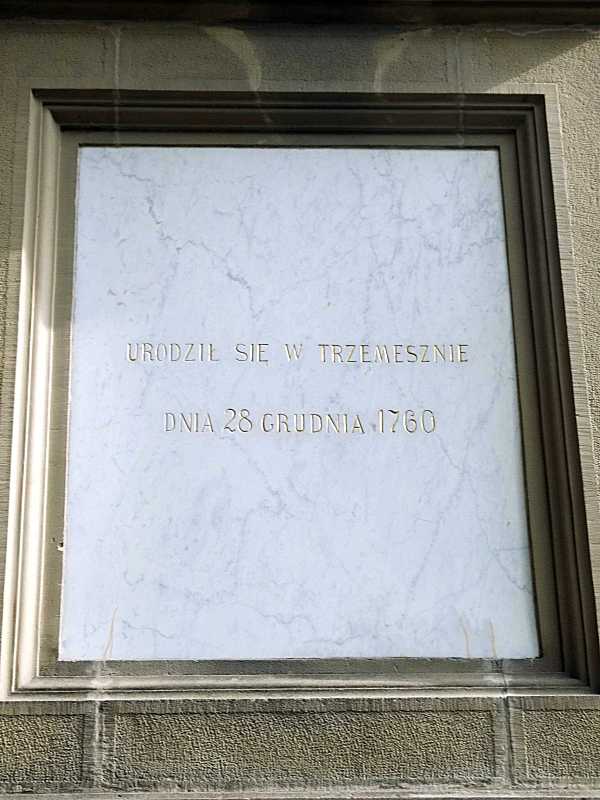 URODZIŁ SIĘ W TRZEMESZNIE
DNIA 28 GRUDNIA 1760